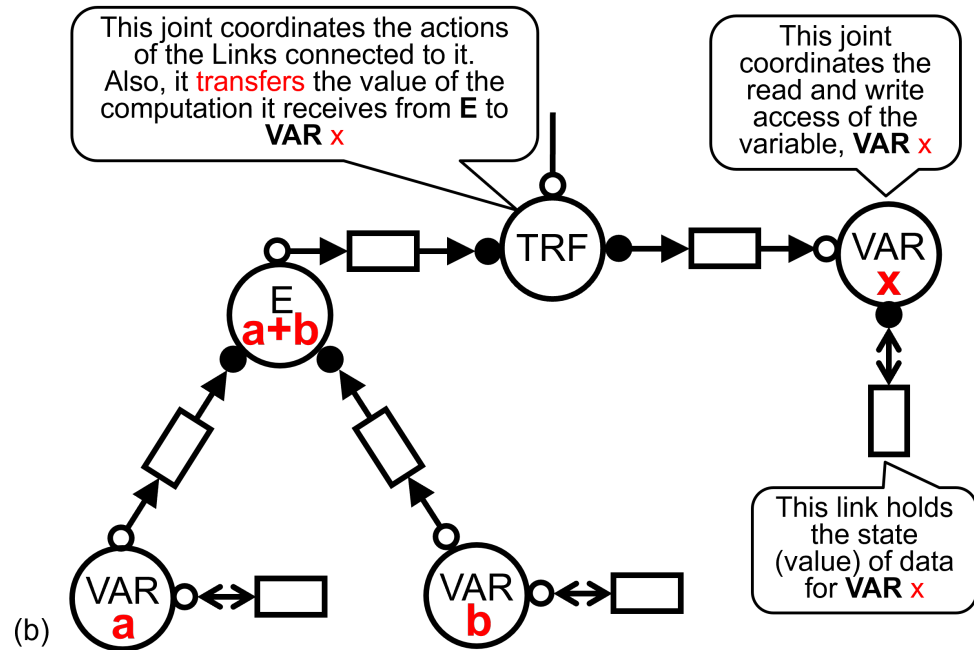 This joint coordinates the actions
of the Links connected to it.
Also, it transfers the value of the
computation it receives from E to
VAR x
This joint
coordinates the
read and write
access of the
variable, VAR x
TRF
VAR
x
E
a+b
This link holds
the state
(value) of data
for VAR x
VAR
a
VAR
b
(b)